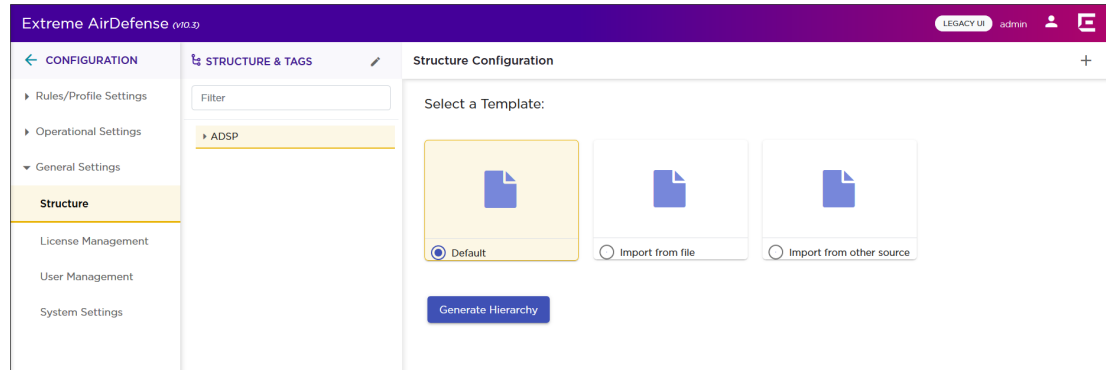 Extreme AirDefense (v10.3)
LEGACY UI admin
CONFIGURATION
Rules/Profile Settings
Operational Settings
General Settings
Structure
License Management
User Management
System Settings
STRUCTURE & TAGS
Filter
ADSP
Structure Configuration
Select a Template:
Default
Import from file
Import from other source
Generate Hierarchy